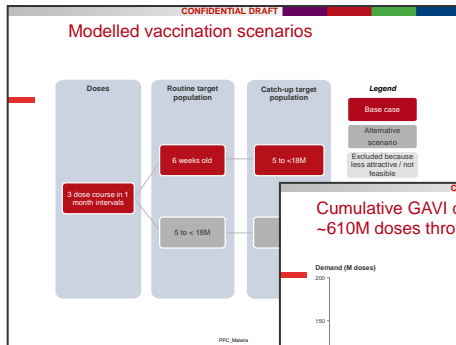 CONFIDENTIAL DRAFT
Modelled vaccination scenarios
Doses
Routine target
population
Catch-up target
population
Legend
Base case
Alternative
scenario
Excluded because
less attractive / not
feasible
6 weeks old
5 to <18M
3 dose course in 1
month intervals
5 to < 18M
PPC_Malaria
C
Cumulative GAVI
~610M doses thro
Demand (M doses)
200
150